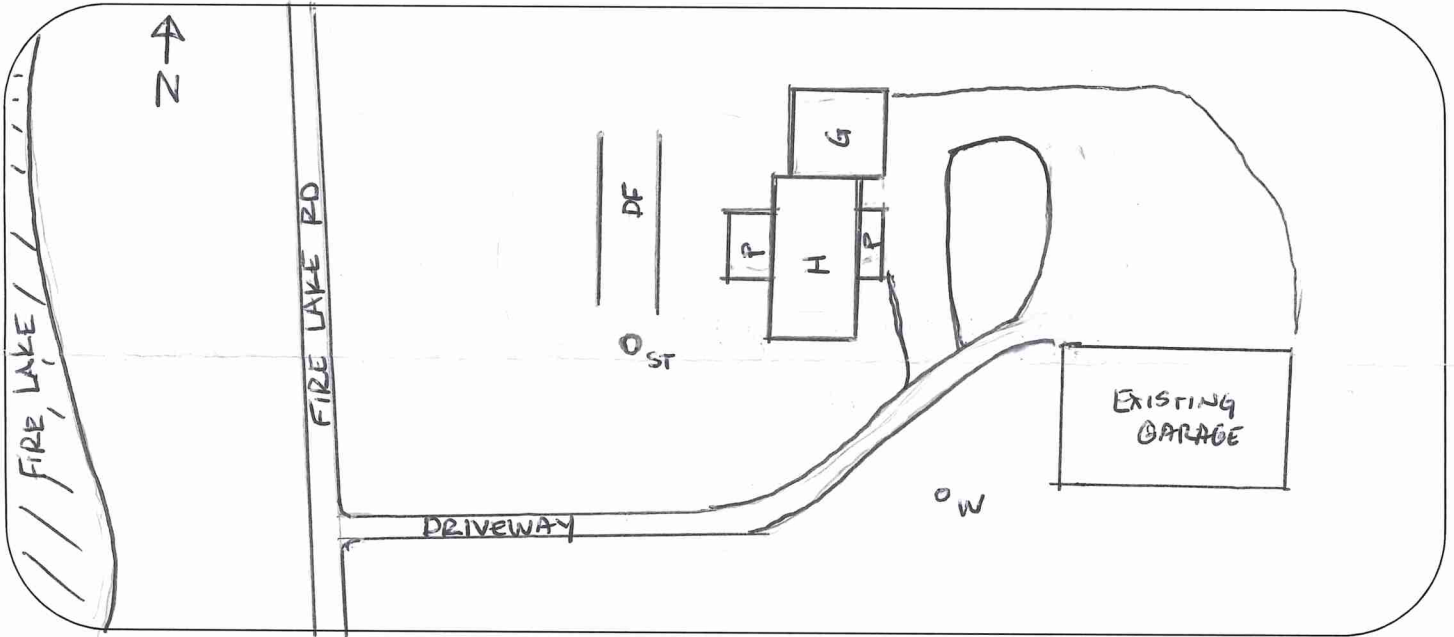 N
FIRE LAKE
FIRE LAKE RD
DF
ST
G
P
H
P
DRIVEWAY
W
EXISTING
GARAGE